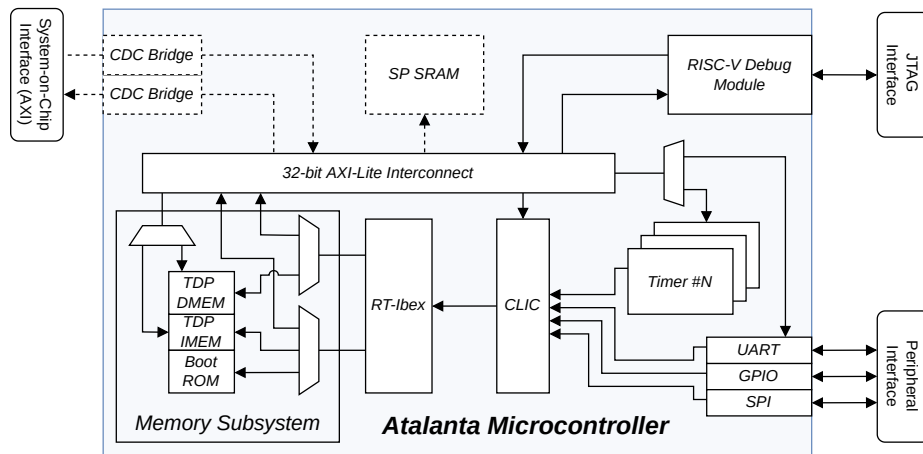 System-on-Chip
Interface (AXI)
CDC Bridge
CDC Bridge
SP SRAM
RISC-V Debug
Module
JTAG
Interface
32-bit AXI-Lite Interconnect
TDP
DMEM
TDP
IMEM
Boot
ROM
RT-Ibex
CLIC
Timer #N
UART
GPIO
SPI
Peripheral
Interface
Memory Subsystem
Atalanta Microcontroller